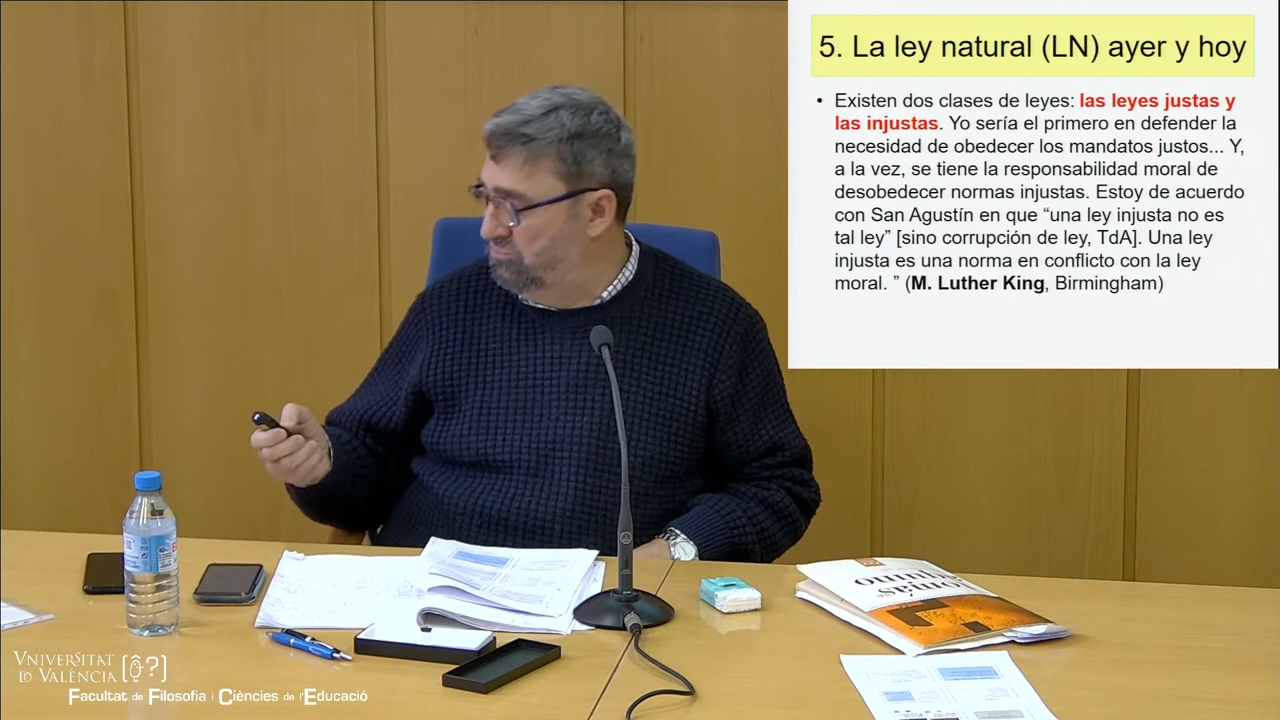 5. La ley natural (LN) ayer y hoy
• Existen dos clases de leyes: las leyes justas y
las injustas. Yo sería el primero en defender la
necesidad de obedecer los mandatos justos... Y,
a la vez, se tiene la responsabilidad moral de
desobedecer normas injustas. Estoy de acuerdo
con San Agustín en que “una ley injusta no es
tal ley” [sino corrupción de ley, TdA]. Una ley
injusta es una norma en conflicto con la ley
moral. ” (M. Luther King, Birmingham)
VNIVERSITAT
D VALÈNCIA
Facultat de Filosofia i Ciències de l'Educació